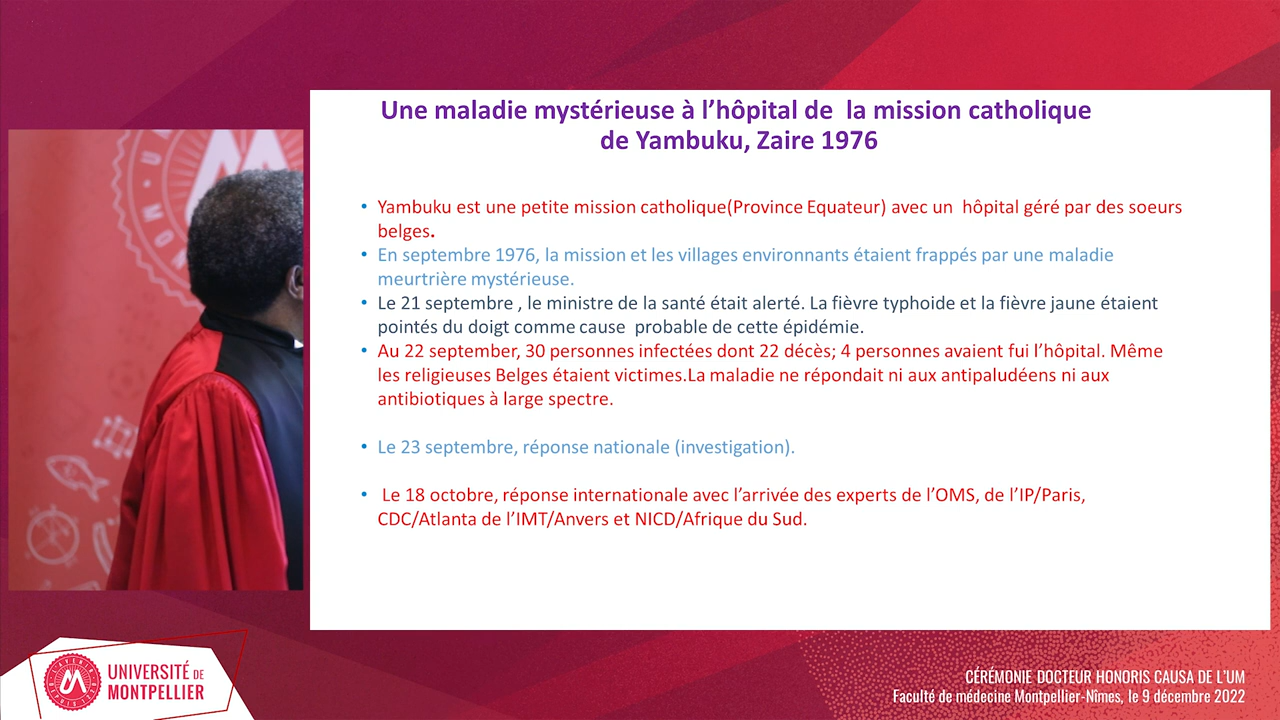 Une maladie mystérieuse à l'hôpital de la mission catholique
de Yambuku, Zaire 1976
• Yambuku est une petite mission catholique(Province Equateur) avec un hôpital géré par des soeurs
belges.
• En septembre 1976, la mission et les villages environnants étaient frappés par une maladie
meurtrière mystérieuse.
• Le 21 septembre , le ministre de la santé était alerté. La fièvre typhoide et la fièvre jaune étaient
pointés du doigt comme cause probable de cette épidémie.
• Au 22 september, 30 personnes infectées dont 22 décès; 4 personnes avaient fui l'hôpital. Même
les religieuses Belges étaient victimes.La maladie ne répondait ni aux antipaludéens ni aux
antibiotiques à large spectre.
• Le 23 septembre, réponse nationale (investigation).
• Le 18 octobre, réponse internationale avec l'arrivée des experts de l'OMS, de l'IP/Paris,
CDC/Atlanta de l'IMT/Anvers et NICD/Afrique du Sud.
UNIVERSITÉ DE
MONTPELLIER
CÉRÉMONIE DOCTEUR HONORIS CAUSA DE L'UM
Faculté de médecine Montpellier-Nîmes, le 9 décembre 2022